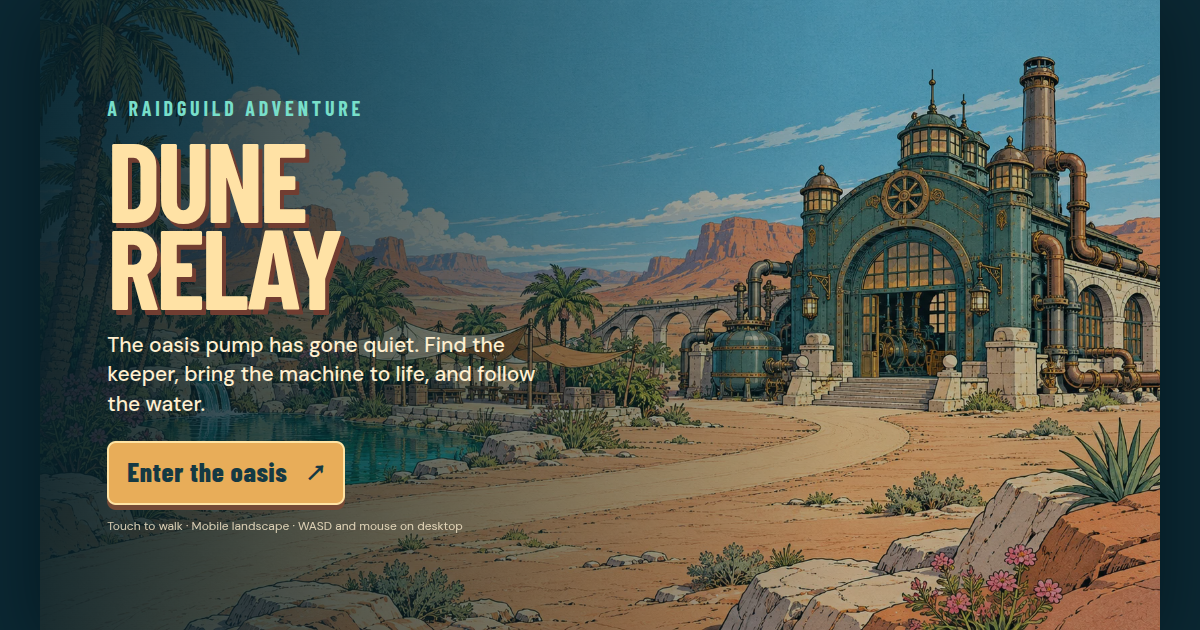 A RAIDGUILD ADVENTURE
DUNE
RELAY
The oasis pump has gone quiet. Find the
keeper, bring the machine to life, and follow
the water.
Enter the oasis ↗
Touch to walk · Mobile landscape · WASD and mouse on desktop